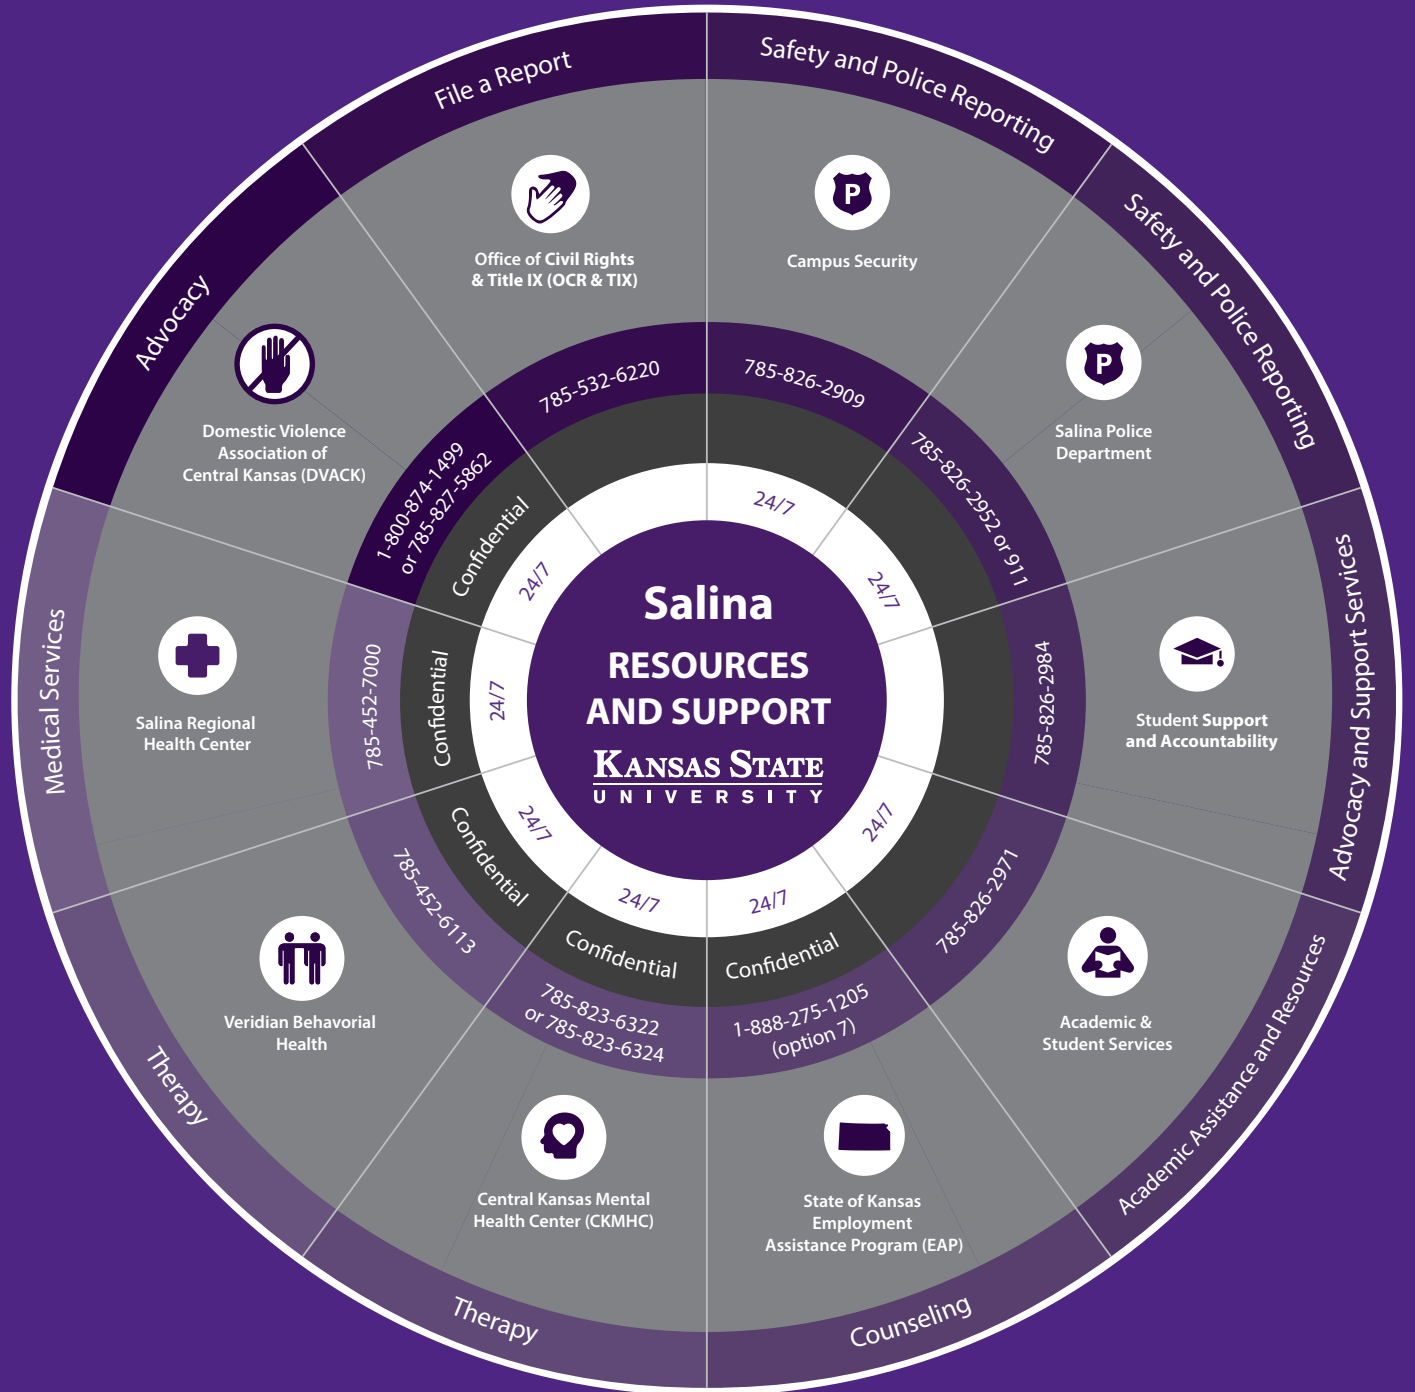 Salina
RESOURCES
AND SUPPORT
KANSAS STATE
UNIVERSITY
Safety and Police Reporting
P
Campus Security
785-826-2909
24/7
Safety and Police Reporting
P
Salina Police
Department
785-826-2952 or 911
24/7
Advocacy and Support Services
Student Support
and Accountability
785-826-2984
Academic Assistance and Resources
Academic &
Student Services
785-826-2971
24/7
Counseling
State of Kansas
Employment
Assistance Program (EAP)
1-888-275-1205
(option 7)
Confidential
24/7
Therapy
Central Kansas Mental
Health Center (CKMHC)
785-823-6322
or 785-823-6324
Confidential
24/7
Therapy
Veridian Behavorial
Health
785-452-6113
Confidential
24/7
Medical Services
Salina Regional
Health Center
785-452-7000
Confidential
24/7
Advocacy
Domestic Violence
Association of
Central Kansas (DVACK)
1-800-874-1499
or 785-827-5862
Confidential
24/7
File a Report
Office of Civil Rights
& Title IX (OCR & TIX)
785-532-6220